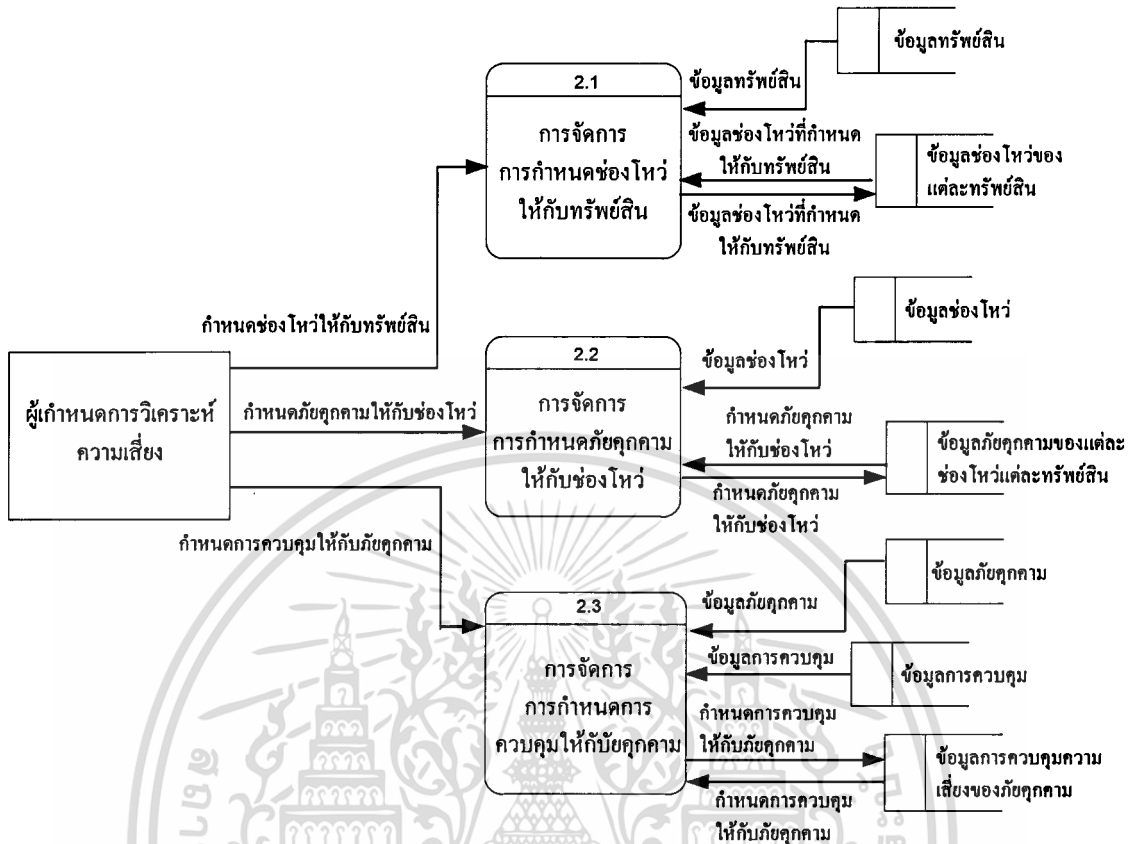 ข้อมูลทรัพย์สิน
2.1
ข้อมูลทรัพย์สิน
การจัดการ
การกำหนดช่องโหว่
ให้กับทรัพย์สิน
ข้อมูลช่องโหว่ที่กำหนด
ให้กับทรัพย์สิน
ข้อมูลช่องโหว่ของ
แต่ละทรัพย์สิน
ข้อมูลช่องโหว่ที่กำหนด
ให้กับทรัพย์สิน
กำหนดช่องโหว่ให้กับทรัพย์สิน
ข้อมูลช่องโหว่
2.2
ข้อมูลช่องโหว่
ผู้เกำหนดการวิเคราะห์
ความเสี่ยง
กำหนดภัยคุกคามให้กับช่องโหว่
การจัดการ
การกำหนดภัยคุกคาม
ให้กับช่องโหว่
กำหนดภัยคุกคาม
ให้กับช่องโหว่
ข้อมูลภัยคุกคามของแต่ละ
ช่องโหว่แต่ละทรัพย์สิน
กำหนดภัยคุกคาม
ให้กับช่องโหว่
กำหนดการควบคุมให้กับภัยคุกคาม
ข้อมูลภัยคุกคาม
2.3
ข้อมูลภัยคุกคาม
การจัดการ
การกำหนดการ
ควบคุมให้กับัยคุกคาม
ข้อมูลการควบคุม
ข้อมูลการควบคุม
กำหนดการควบคุม
ให้กับภัยคุกคาม
ข้อมูลการควบคุมความ
เสี่ยงของภัยคุกคาม
กำหนดการควบคุม
ให้กับภัยคุกคาม